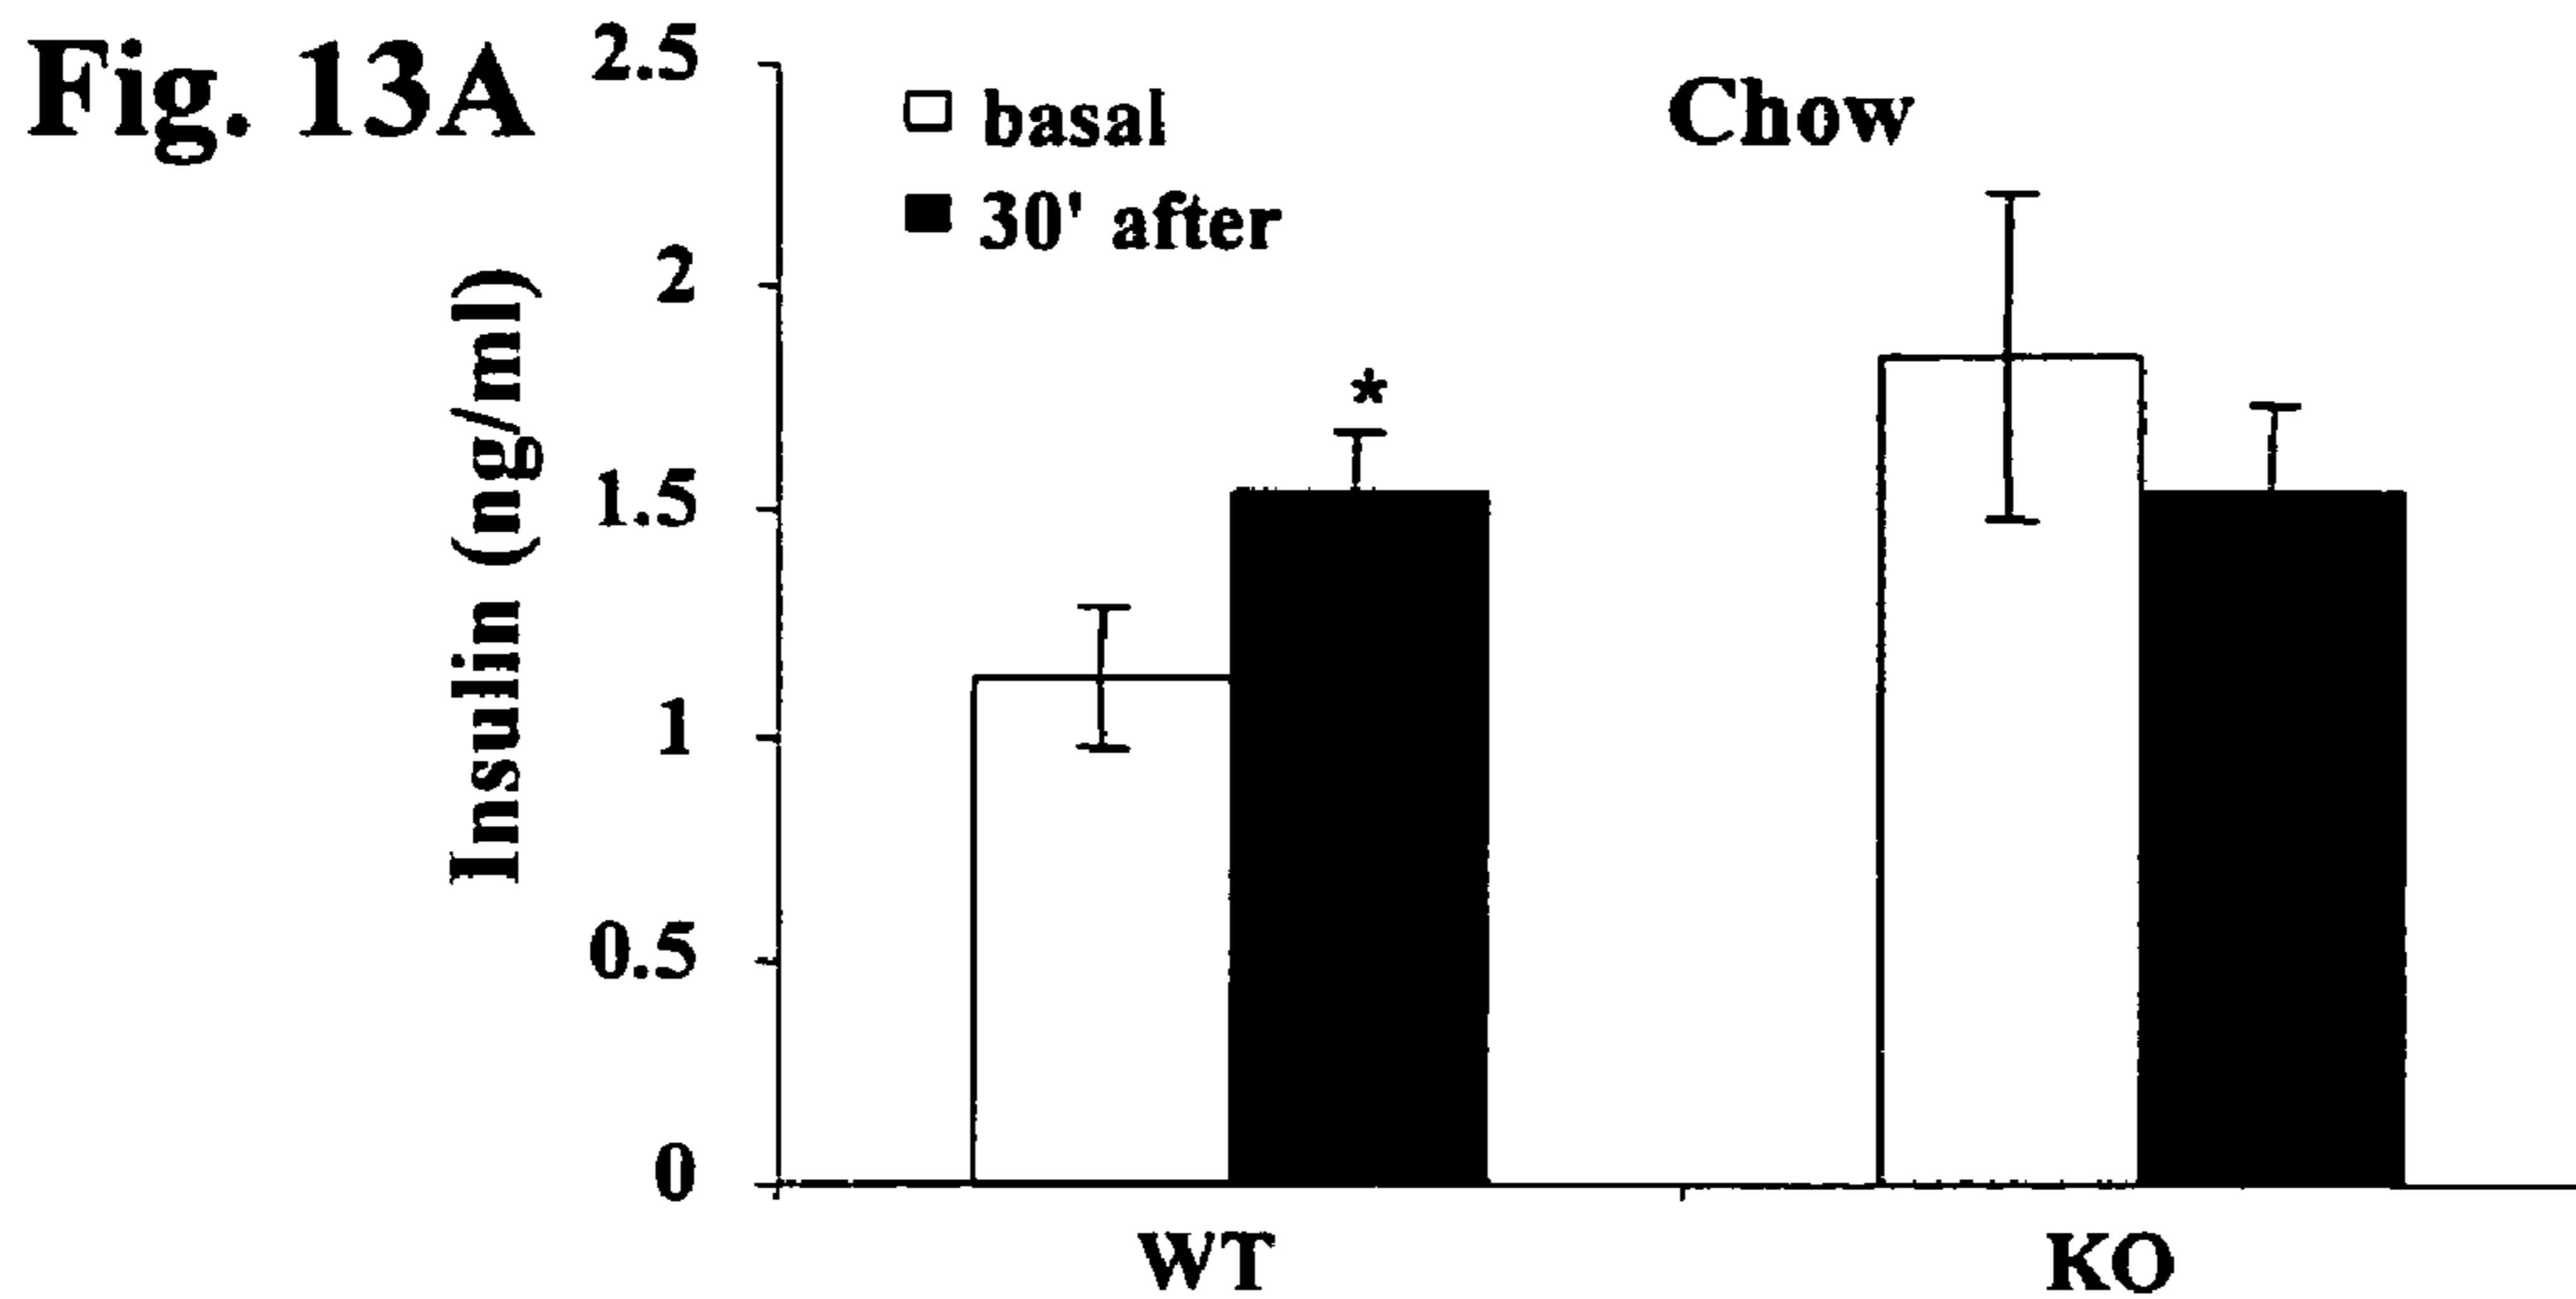 Fig. 13A
Chow
basal
30' after
Insulin (ng/ml)
2.5
2
1.5
1
0.5
0
*
WT
KO